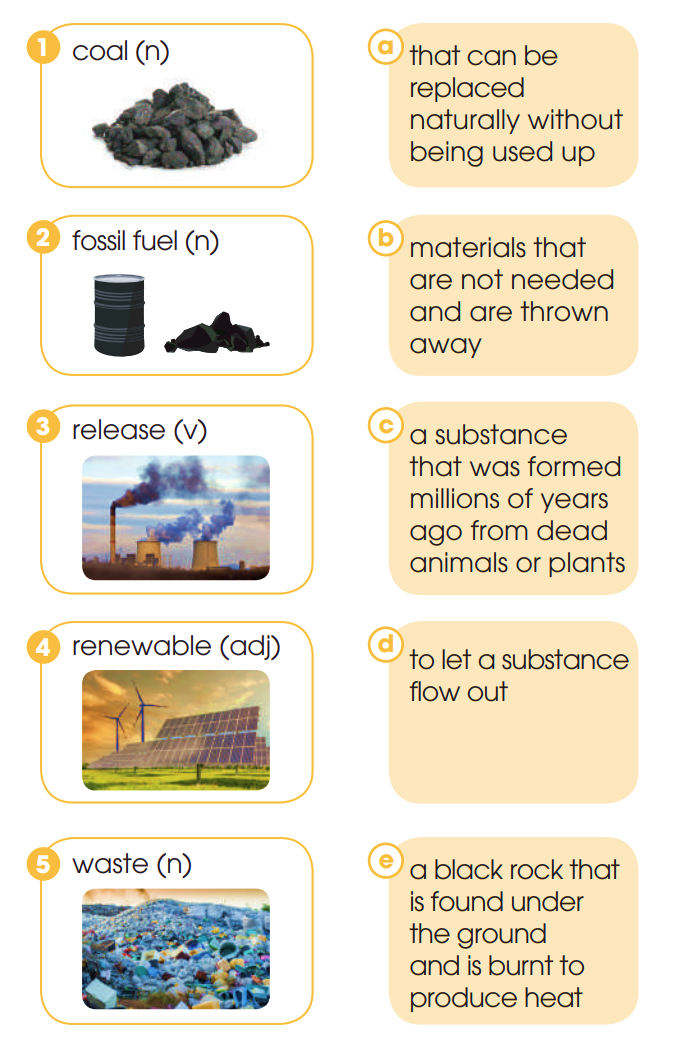 1 coal (n)
a that can be
replaced
naturally without
being used up
2 fossil fuel (n)
b materials that
are not needed
and are thrown
away
3 release (v)
c a substance
that was formed
millions of years
ago from dead
animals or plants
4 renewable (adj)
d to let a substance
flow out
5 waste (n)
e a black rock that
is found under
the ground
and is burnt to
produce heat